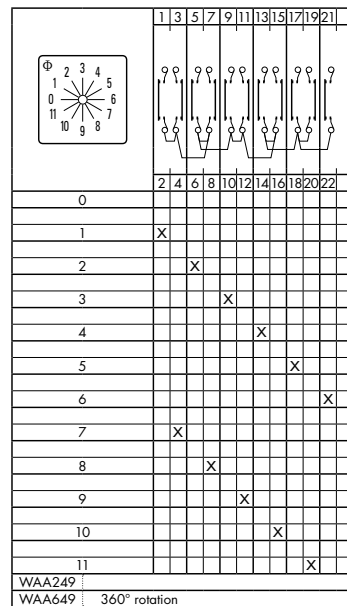 1 3 5 7 9 11 13 15 17 19 21
Φ
2 3 4
1 5
0 6
11 7
10 9 8
2 4 6 8 10 12 14 16 18 20 22
0
1 X
2 X
3 X
4 X
5 X
6 X
7 X
8 X
9 X
10 X
11 X
WAA249
WAA649 360° rotation